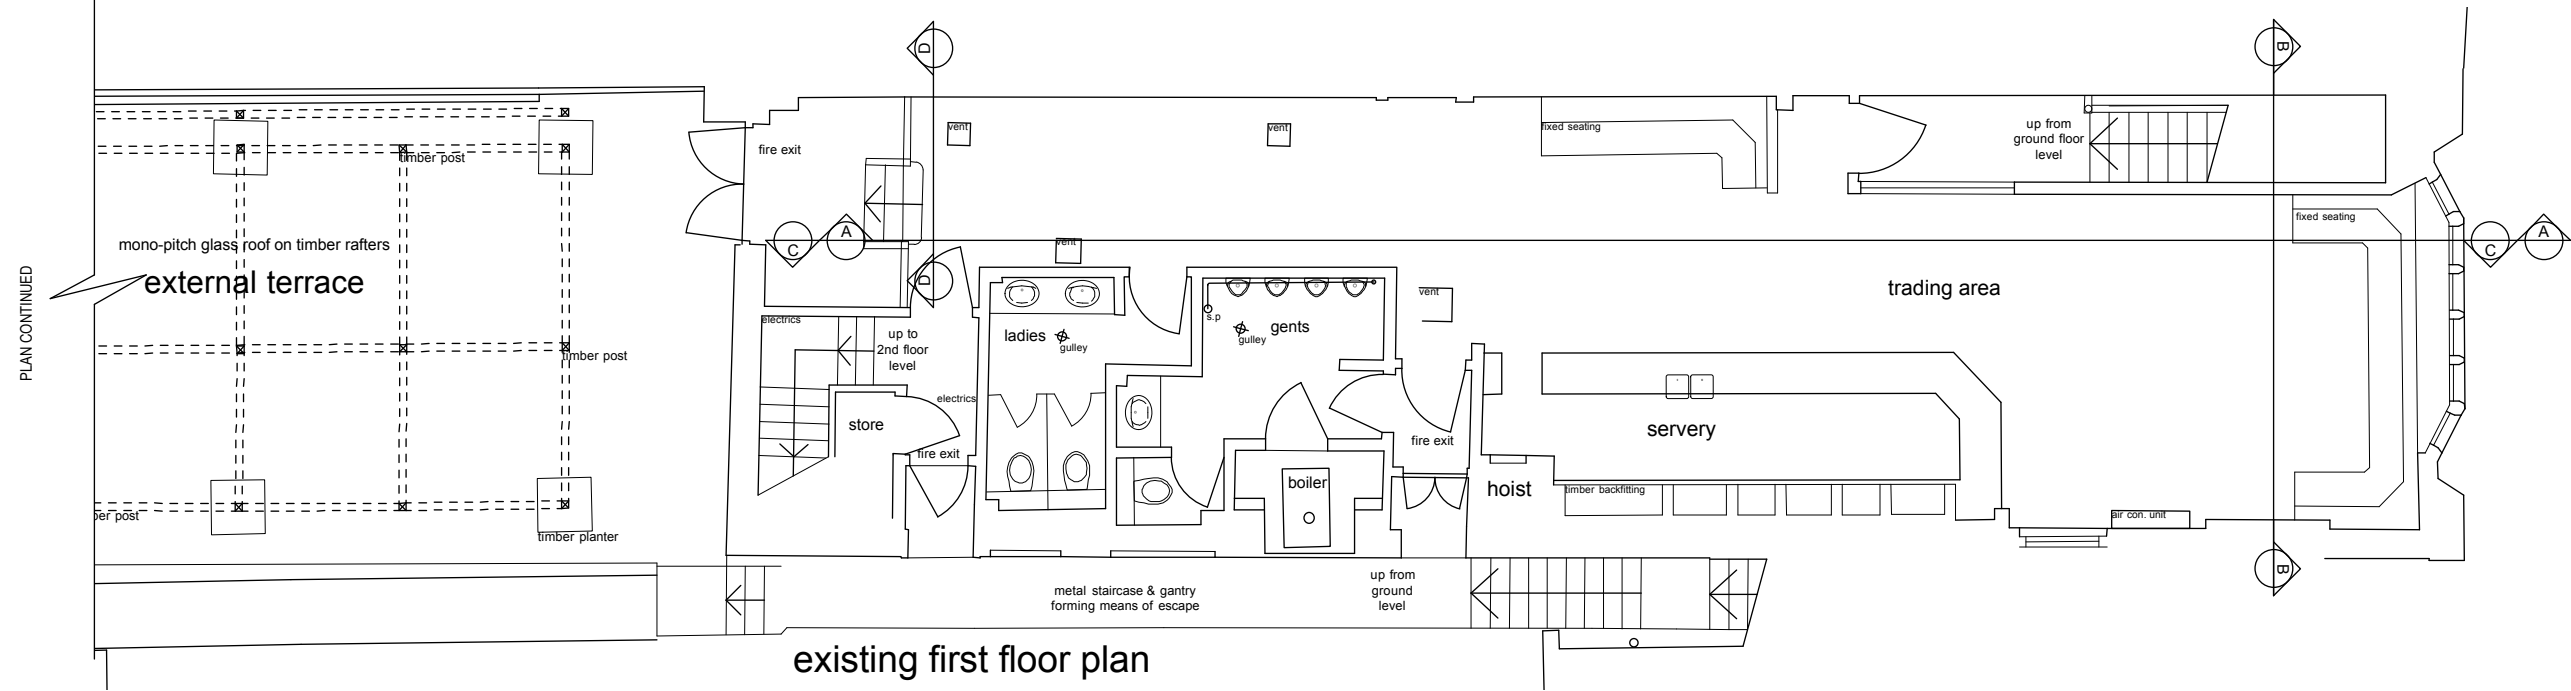 D
B
fixed seating
vent
vent
up from
ground floor
level
fire exit
timber post
fixed seating
mono-pitch glass roof on timber rafters
external terrace
PLAN CONTINUED
C
A
vent
C
A
D
trading area
vent
electrics
s.p
gents
gulley
ladies
gulley
up to
2nd floor
level
timber post
electrics
store
servery
fire exit
fire exit
boiler
hoist
timber backfitting
er post
air con. unit
timber planter
B
metal staircase & gantry
forming means of escape
up from
ground
level
existing first floor plan